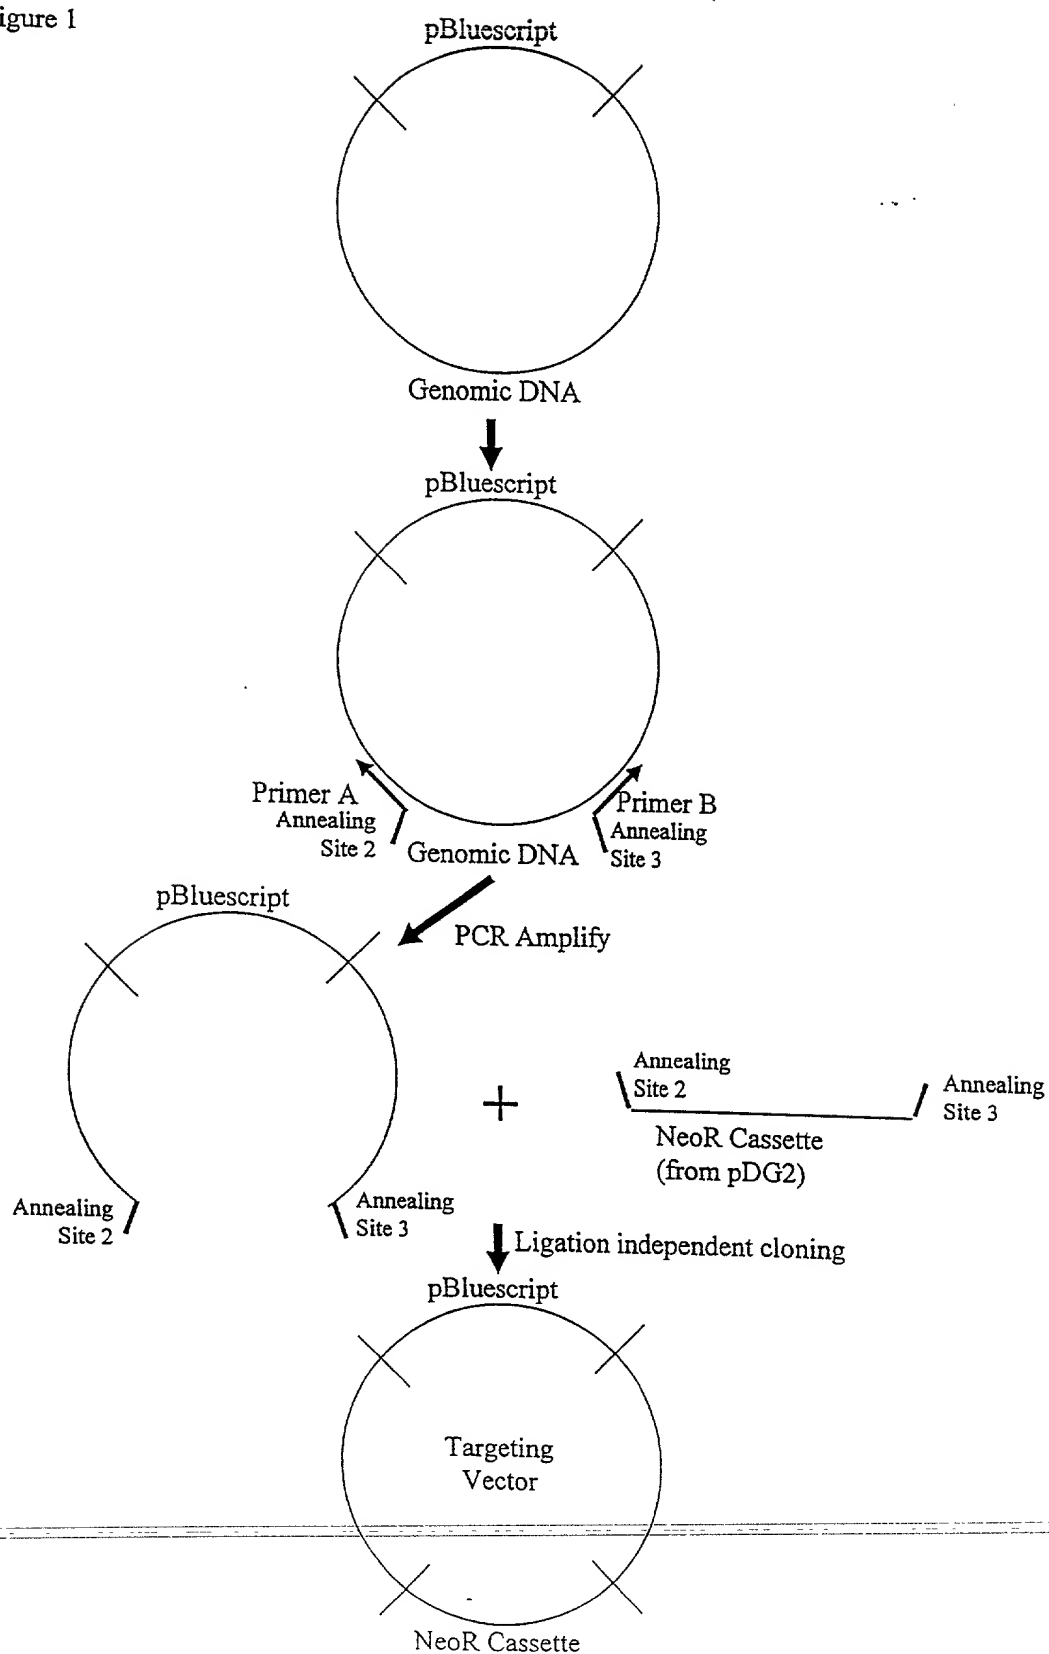 igure 1
pBluescript
Genomic DNA
pBluescript
Primer A
Annealing
Site 2
Primer B
Annealing
Site 3
Genomic DNA
pBluescript
PCR Amplify
Annealing
Site 2
Annealing
Site 3
+
Annealing
Site 2
Annealing
Site 3
NeoR Cassette
(from pDG2)
Ligation independent cloning
pBluescript
Targeting
Vector
NeoR Cassette